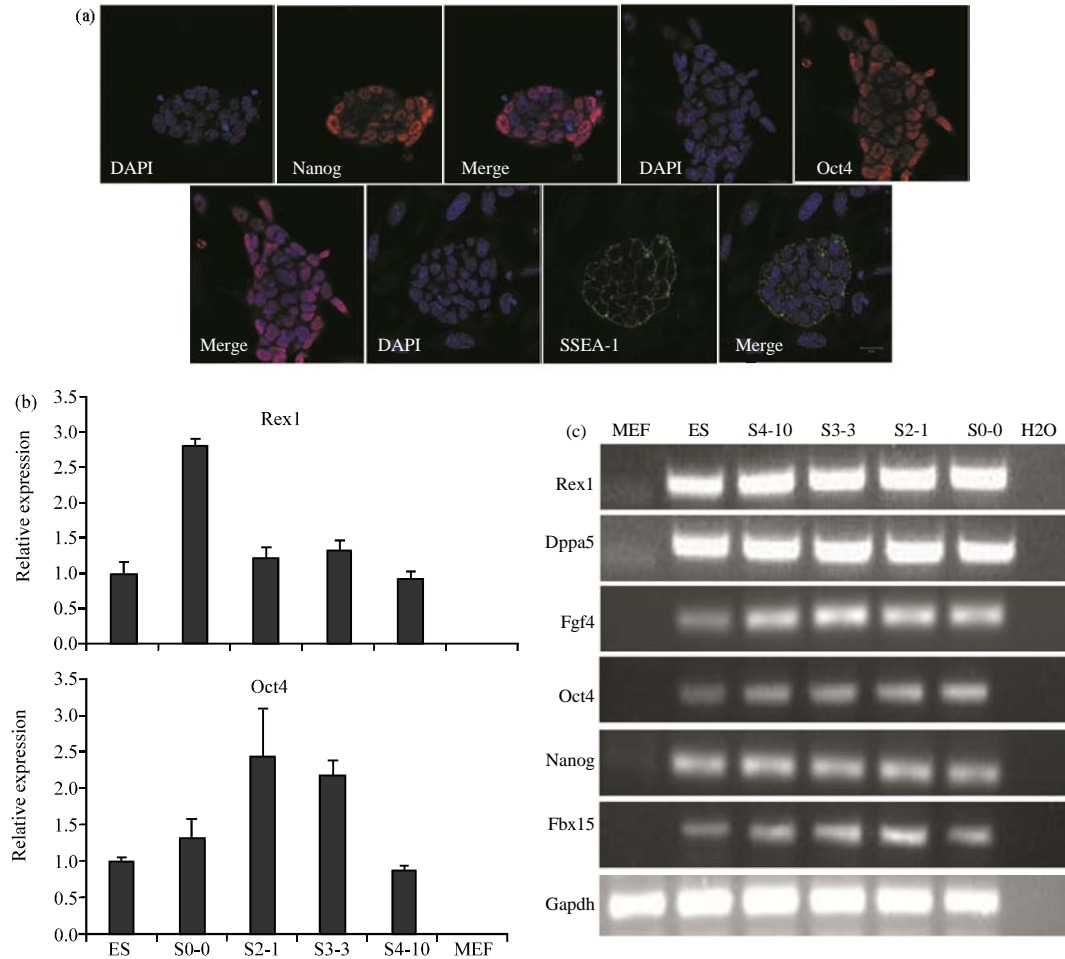 (a)
DAPI Nanog Merge DAPI Oct4
Merge DAPI SSEA-1 Merge
(b)
Rex1
Relative expression
3.5
3.0
2.5
2.0
1.5
1.0
0.5
0.0
Oct4
Relative expression
3.5
3.0
2.5
2.0
1.5
1.0
0.5
0.0
ES S0-0 S2-1 S3-3 S4-10 MEF
(c)
MEF ES S4-10 S3-3 S2-1 S0-0 H2O
Rex1
Dppa5
Fgf4
Oct4
Nanog
Fbx15
Gapdh